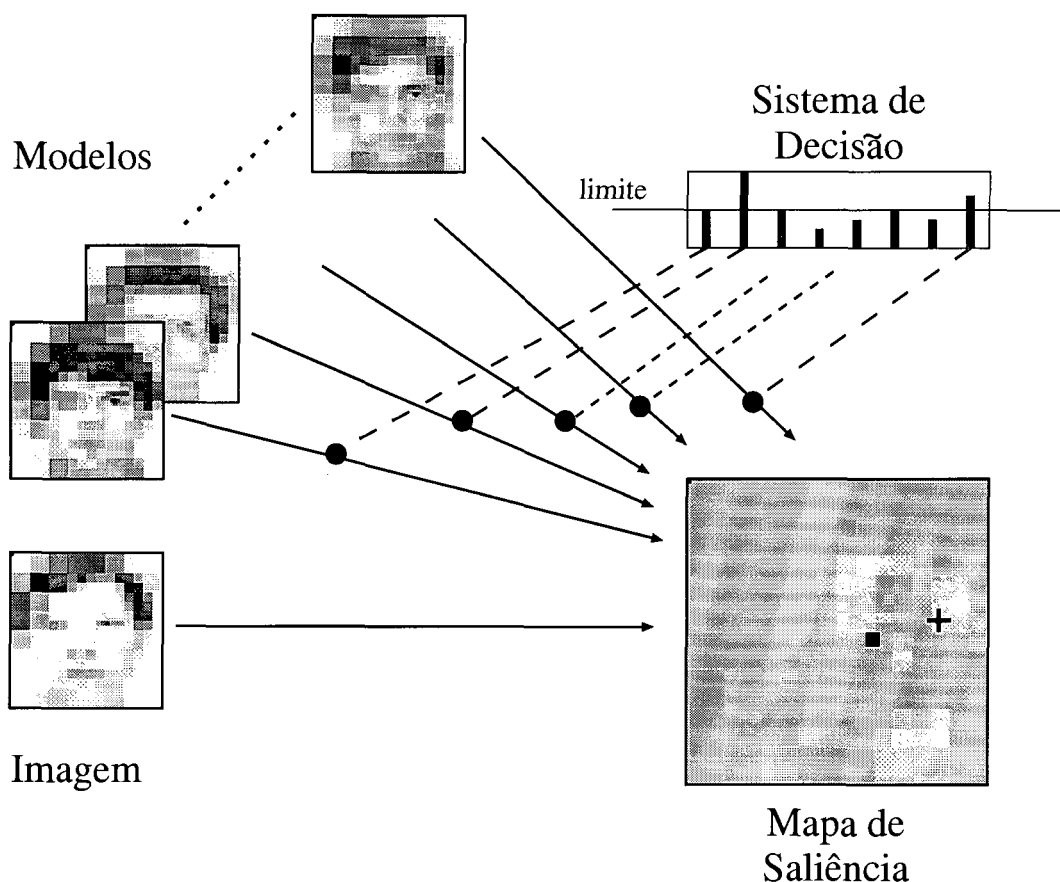 Sistema de
Decisão
Modelos
limite
Imagem
Mapa de
Saliência